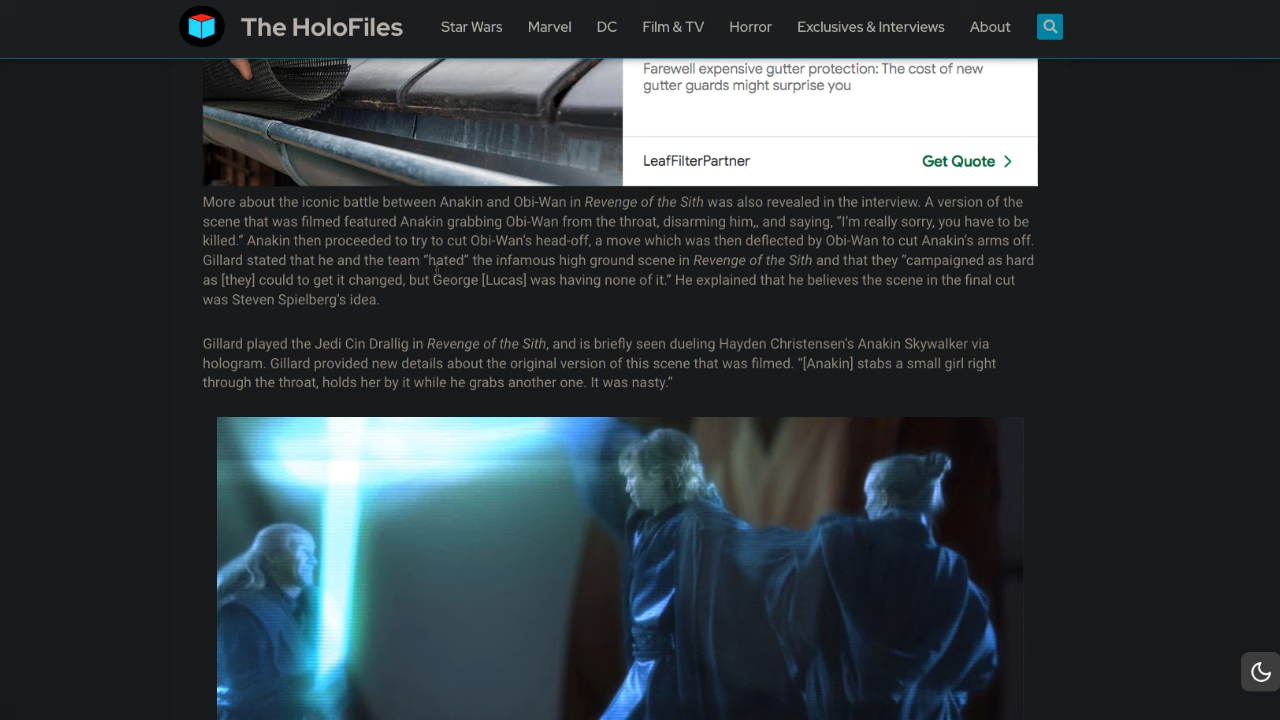 The HoloFiles
Star Wars Marvel DC Film & TV Horror Exclusives & Interviews About
Farewell expensive gutter protection: The cost of new
gutter guards might surprise you
LeafFilterPartner Get Quote
More about the iconic battle between Anakin and Obi-Wan in Revenge of the Sith was also revealed in the interview. A version of the
scene that was filmed featured Anakin grabbing Obi-Wan from the throat, disarming him,, and saying, “I’m really sorry, you have to be
killed.” Anakin then proceeded to try to cut Obi-Wan’s head-off, a move which was then deflected by Obi-Wan to cut Anakin’s arms off.
Gillard stated that he and the team “hated” the infamous high ground scene in Revenge of the Sith and that they “campaigned as hard
as [they] could to get it changed, but George [Lucas] was having none of it.” He explained that he believes the scene in the final cut
was Steven Spielberg’s idea.
Gillard played the Jedi Cin Drallig in Revenge of the Sith, and is briefly seen dueling Hayden Christensen’s Anakin Skywalker via
hologram. Gillard provided new details about the original version of this scene that was filmed. “[Anakin] stabs a small girl right
through the throat, holds her by it while he grabs another one. It was nasty.”